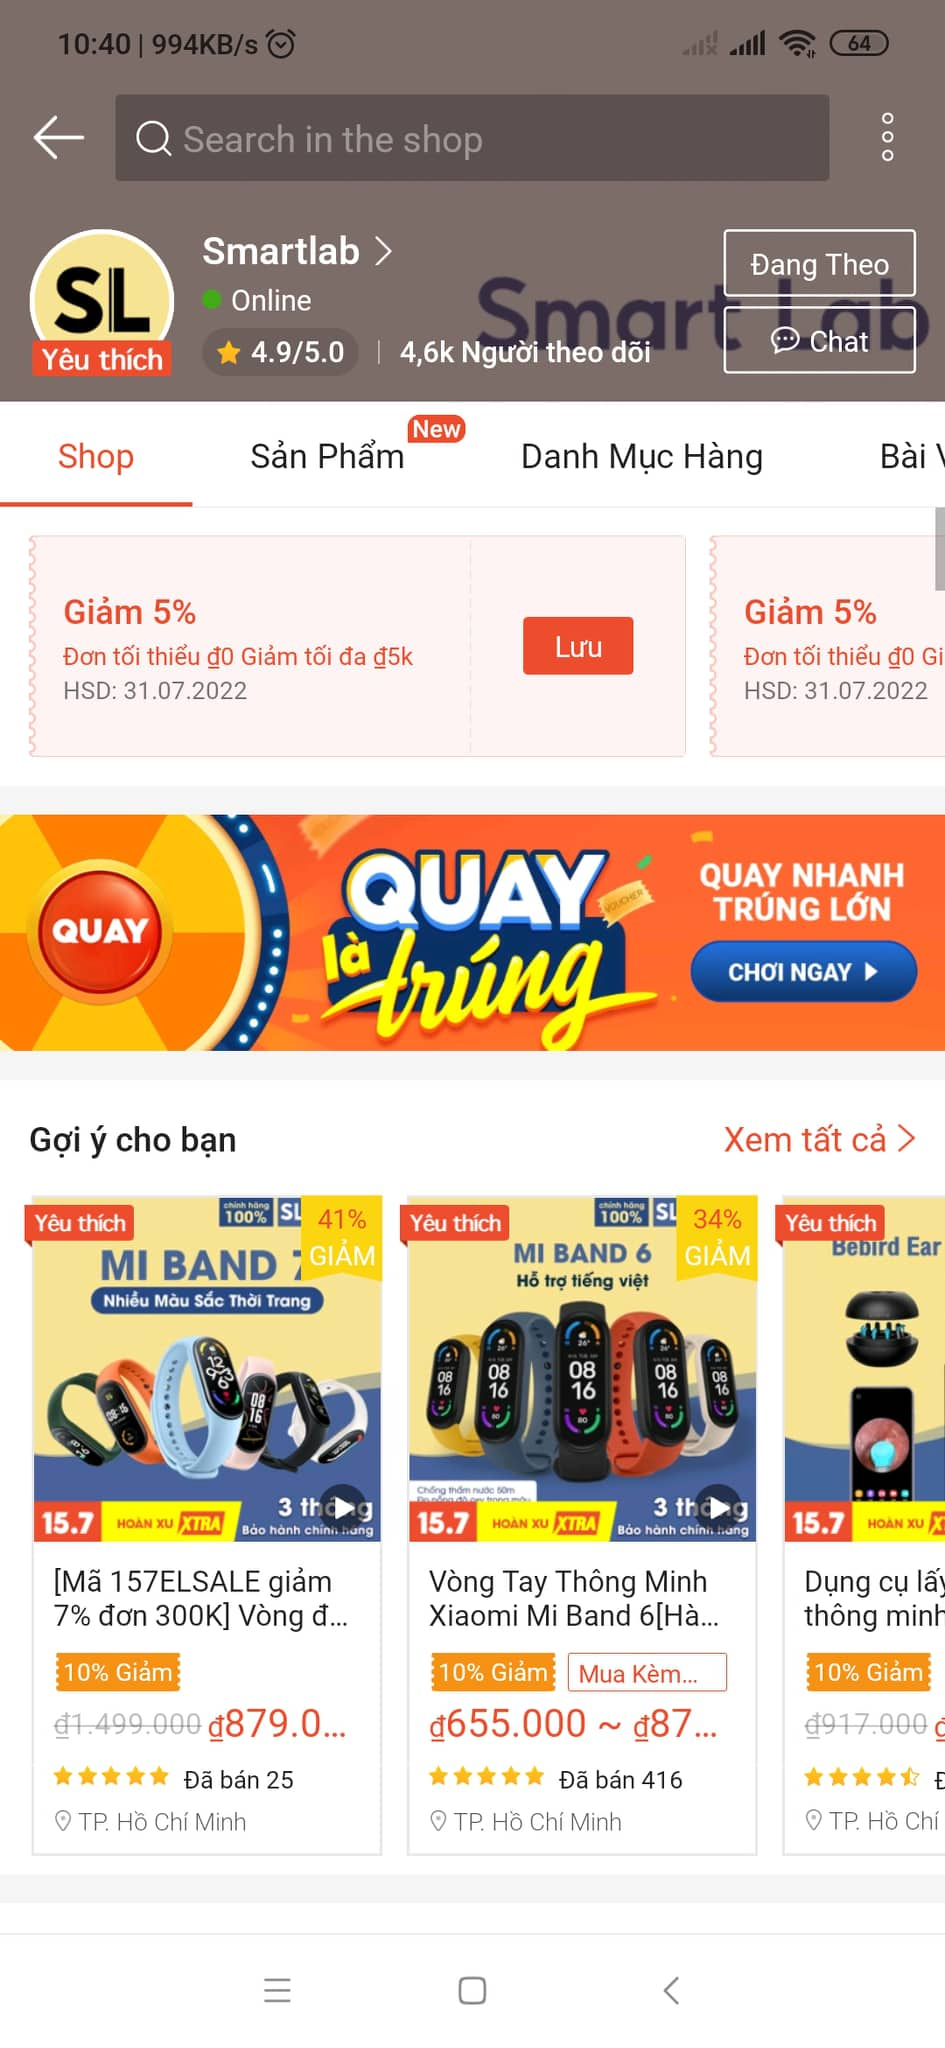 10:40 | 994KB/s
64
Search in the shop
SL
Yêu thích
Smartlab
Online
4.9/5.0
4,6k Người theo dõi
Smart Lab
Đang Theo
Chat
Shop
Sản Phẩm
New
Danh Mục Hàng
Bài
Giảm 5%
Đơn tối thiểu ₫0 Giảm tối đa ₫5k
HSD: 31.07.2022
Lưu
Giảm 5%
Đơn tối thiểu ₫0 Gi
HSD: 31.07.2022
QUAY
QUAY
là trúng
VOUCHER
QUAY NHANH
TRÚNG LỚN
CHƠI NGAY
Gợi ý cho bạn
Xem tất cả
Yêu thích
chính hãng
100%
SL
41%
GIẢM
MI BAND 7
Nhiều Màu Sắc Thời Trang
15.7
HOÀN XU XTRA
3 tháng
Bảo hành chính hãng
[Mã 157ELSALE giảm
7% đơn 300K] Vòng đ...
10% Giảm
₫1.499.000 ₫879.0...
Đã bán 25
TP. Hồ Chí Minh
Yêu thích
chính hãng
100%
SL
34%
GIẢM
MI BAND 6
Hỗ trợ tiếng việt
08
16
08
16
08
16
08
16
08
16
Chống thấm nước 50m
15.7
HOÀN XU XTRA
3 tháng
Bảo hành chính hãng
Vòng Tay Thông Minh
Xiaomi Mi Band 6[Hà...
10% Giảm
Mua Kèm...
₫655.000 ~ ₫87...
Đã bán 416
TP. Hồ Chí Minh
Yêu thích
Bebird Ear
15.7
HOÀN XU
Dụng cụ lấy
thông minh
10% Giảm
₫917.000 ₫
Đ
TP. Hồ Chí